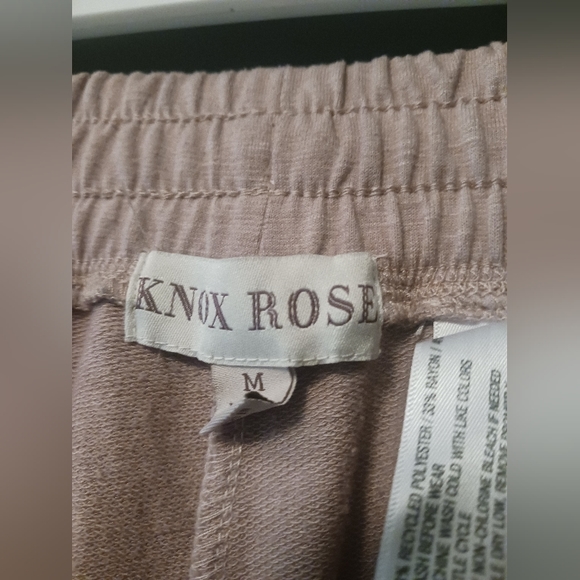 KNOX ROSE
M
% RECYCLED POLYESTER / 33% RAYON /
WASH BEFORE WEAR
MACHINE WASH COLD WITH LIKE COLORS
CYCLE
NON-CHLORINE BLEACH IF NEEDED
DRY LOW, REMOVE